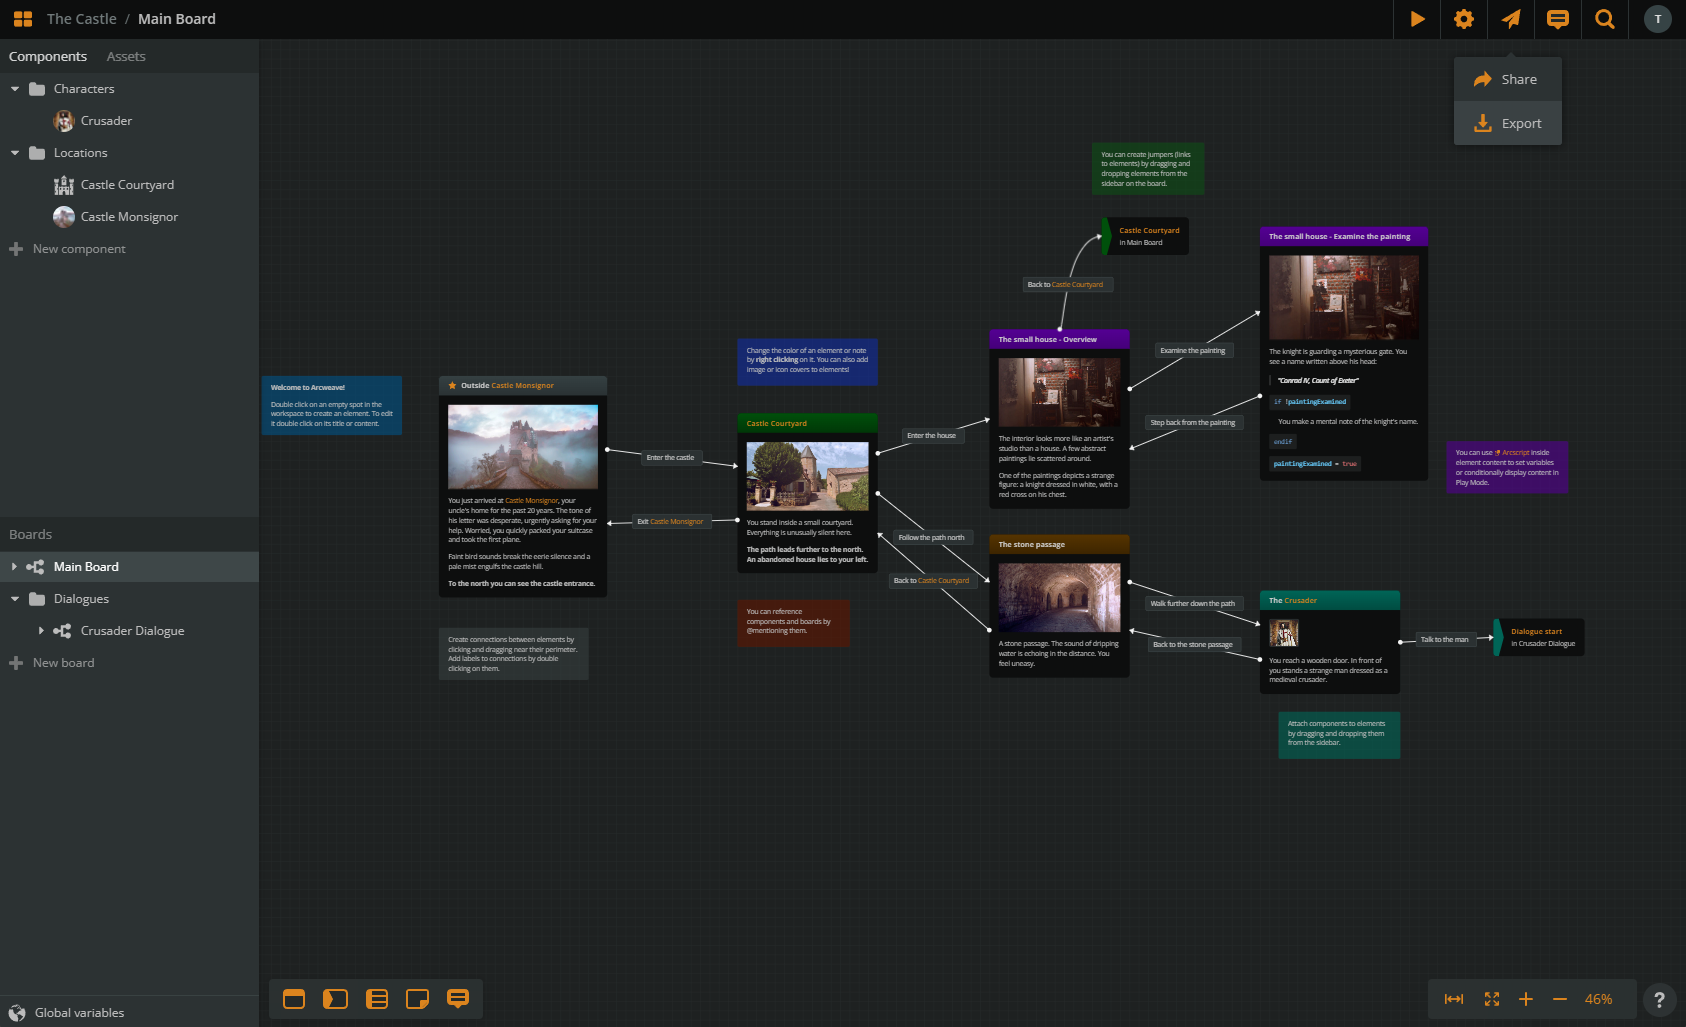 The Castle / Main Board
T
Components Assets
Characters
Crusader
Locations
Castle Courtyard
Castle Monsignor
New component
Boards
Main Board
Dialogues
Crusader Dialogue
New board
Global variables
Share
Export
Welcome to Arcweave!
Double click on an empty spot in the
workspace to create an element. To edit
it double click on its title or content.
Outside Castle Monsignor
You just arrived at Castle Monsignor, your
uncle's home for the past 20 years. The tone of
his letter was desperate, urgently asking for your
help. Worried, you quickly packed your suitcase
and took the first plane.
Faint bird sounds break the eerie silence and a
pale mist engulfs the castle hill.
To the north you can see the castle entrance.
Create connections between elements by
clicking and dragging near their perimeter.
Add labels to connections by double
clicking on them.
Enter the castle
Exit Castle Monsignor
Change the color of an element or note
by right clicking on it. You can also add
image or icon covers to elements!
Castle Courtyard
You stand inside a small courtyard.
Everything is unusually silent here.
The path leads further to the north.
An abandoned house lies to your left.
You can reference
components and boards by
@mentioning them.
Enter the house
Follow the path north
Back to Castle Courtyard
You can create jumpers (links
to elements) by dragging and
dropping elements from the
sidebar on the board.
Castle Courtyard
in Main Board
Back to Castle Courtyard
The small house - Overview
The interior looks more like an artist's
studio than a house. A few abstract
paintings lie scattered around.
One of the paintings depicts a strange
figure: a knight dressed in white, with a
red cross on his chest.
Examine the painting
Step back from the painting
The small house - Examine the painting
The knight is guarding a mysterious gate. You
see a name written above his head:
"Conrad IV, Count of Exeter"
if !paintingExamined
You make a mental note of the knight's name.
endif
paintingExamined = true
You can use Arcscript inside
element content to set variables
or conditionally display content in
Play Mode.
The stone passage
A stone passage. The sound of dripping
water is echoing in the distance. You
feel uneasy.
Walk further down the path
Back to the stone passage
The Crusader
You reach a wooden door. In front of
you stands a strange man dressed as a
medieval crusader.
Talk to the man
Dialogue start
in Crusader Dialogue
Attach components to elements
by dragging and dropping them
from the sidebar.
46%
?